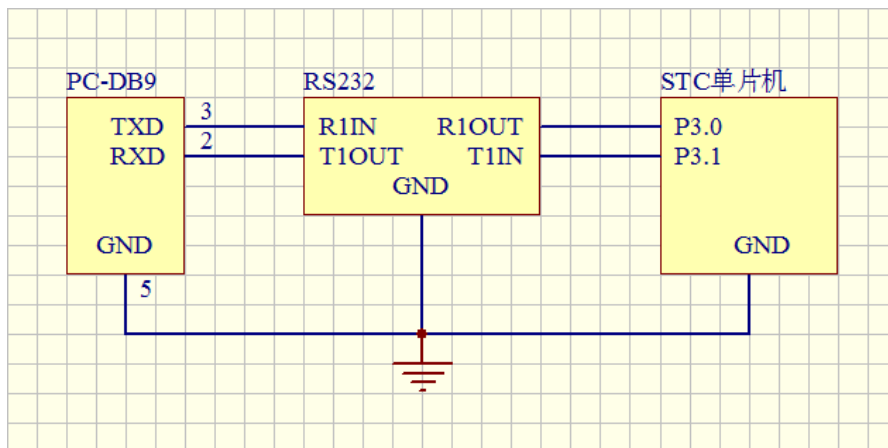 PC-DB9 RS232 STC单片机
TXD 3 R1IN R1OUT P3.0
RXD 2 T1OUT T1IN P3.1
GND
GND GND
5